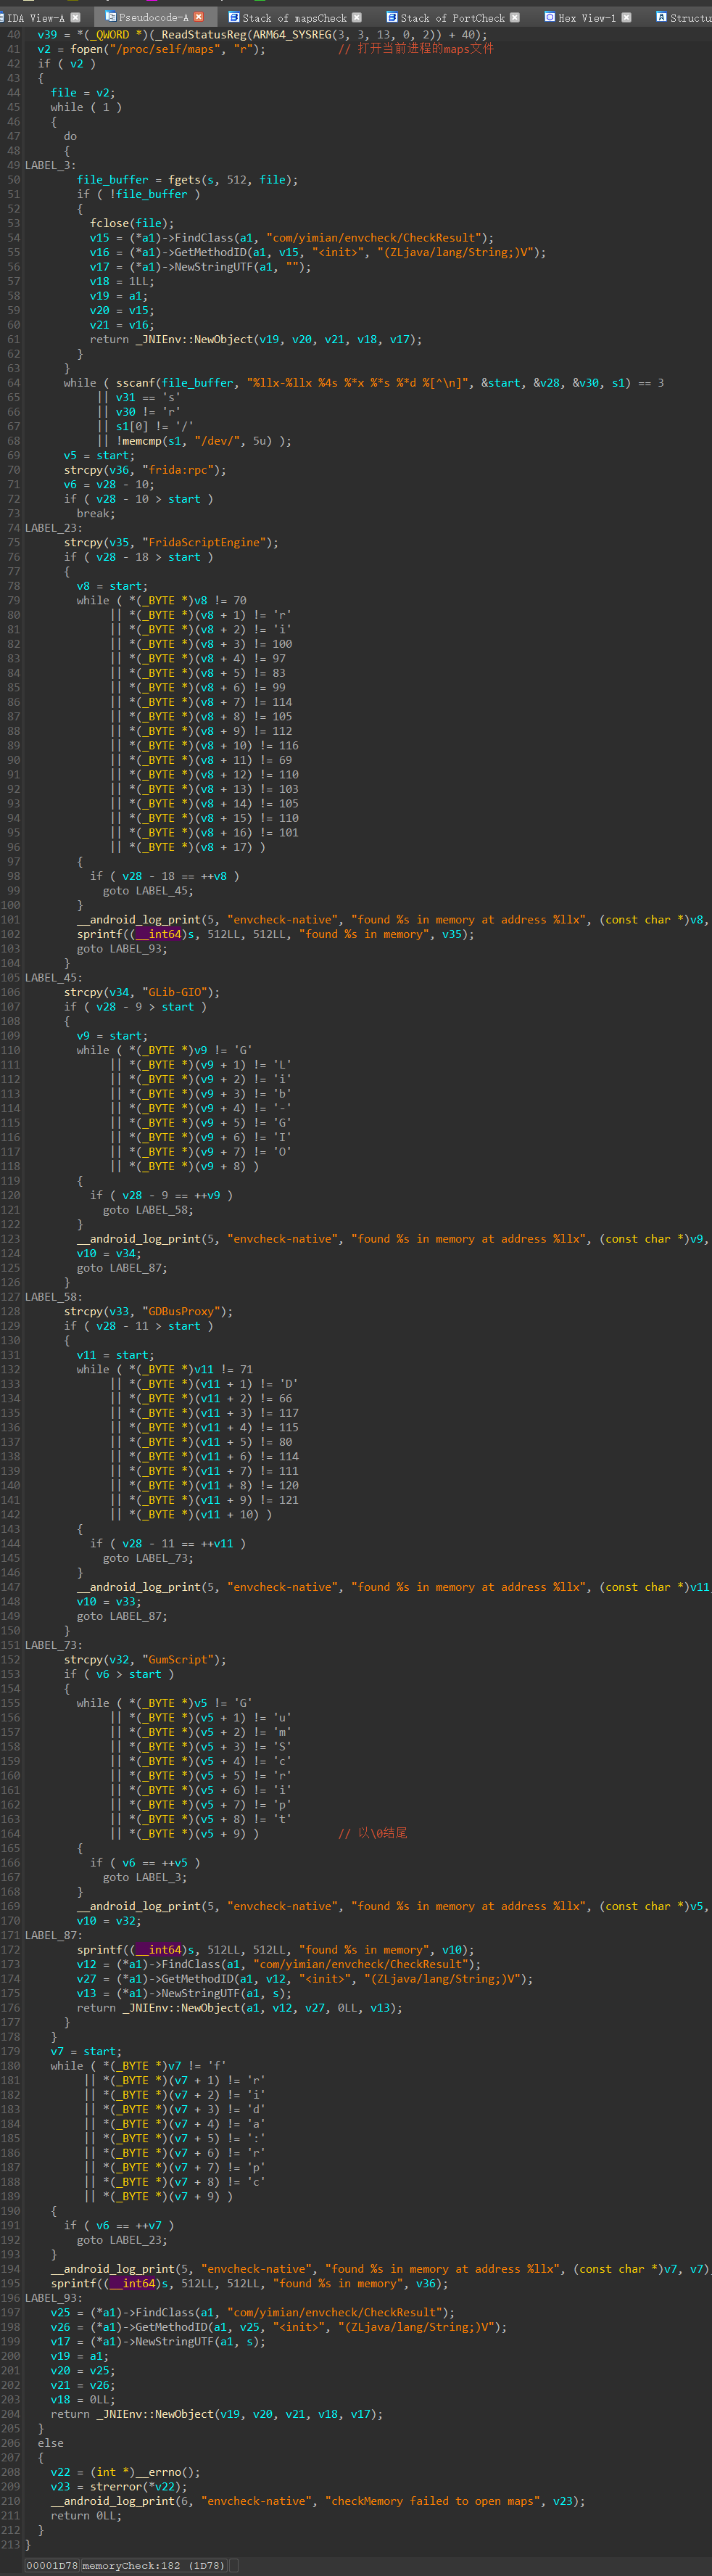 IDA View-A Pseudocode-A Stack of mapsCheck Stack of PortCheck Hex View-1 Structu
40 v39 = *(_QWORD *)(_ReadStatusReg(ARM64_SYSREG(3, 3, 13, 0, 2)) + 40);
41 v2 = fopen("/proc/self/maps", "r"); // 打开当前进程的maps文件
42 if ( v2 )
43 {
44 file = v2;
45 while ( 1 )
46 {
47 do
48 {
49 LABEL_3:
50 file_buffer = fgets(s, 512, file);
51 if ( !file_buffer )
52 {
53 fclose(file);
54 v15 = (*a1)->FindClass(a1, "com/yimian/envcheck/CheckResult");
55 v16 = (*a1)->GetMethodID(a1, v15, "<init>", "(ZLjava/lang/String;)V");
56 v17 = (*a1)->NewStringUTF(a1, "");
57 v18 = 1LL;
58 v19 = a1;
59 v20 = v15;
60 v21 = v16;
61 return _JNIEnv::NewObject(v19, v20, v21, v18, v17);
62 }
63 }
64 while ( sscanf(file_buffer, "%llx-%llx %4s %*x %*s %*d %[^\n]", &start, &v28, &v30, s1) == 3
65 || v31 == 's'
66 || v30 != 'r'
67 || s1[0] != '/'
68 || !memcmp(s1, "/dev/", 5u) );
69 v5 = start;
70 strcpy(v36, "frida:rpc");
71 v6 = v28 - 10;
72 if ( v28 - 10 > start )
73 break;
74 LABEL_23:
75 strcpy(v35, "FridaScriptEngine");
76 if ( v28 - 18 > start )
77 {
78 v8 = start;
79 while ( *(_BYTE *)v8 != 70
80 || *(_BYTE *)(v8 + 1) != 'r'
81 || *(_BYTE *)(v8 + 2) != 'i'
82 || *(_BYTE *)(v8 + 3) != 100
83 || *(_BYTE *)(v8 + 4) != 97
84 || *(_BYTE *)(v8 + 5) != 83
85 || *(_BYTE *)(v8 + 6) != 99
86 || *(_BYTE *)(v8 + 7) != 114
87 || *(_BYTE *)(v8 + 8) != 105
88 || *(_BYTE *)(v8 + 9) != 112
89 || *(_BYTE *)(v8 + 10) != 116
90 || *(_BYTE *)(v8 + 11) != 69
91 || *(_BYTE *)(v8 + 12) != 110
92 || *(_BYTE *)(v8 + 13) != 103
93 || *(_BYTE *)(v8 + 14) != 105
94 || *(_BYTE *)(v8 + 15) != 110
95 || *(_BYTE *)(v8 + 16) != 101
96 || *(_BYTE *)(v8 + 17) )
97 {
98 if ( v28 - 18 == ++v8 )
99 goto LABEL_45;
100 }
101 __android_log_print(5, "envcheck-native", "found %s in memory at address %llx", (const char *)v8,
102 sprintf((__int64)s, 512LL, 512LL, "found %s in memory", v35);
103 goto LABEL_93;
104 }
105 LABEL_45:
106 strcpy(v34, "GLib-GIO");
107 if ( v28 - 9 > start )
108 {
109 v9 = start;
110 while ( *(_BYTE *)v9 != 'G'
111 || *(_BYTE *)(v9 + 1) != 'L'
112 || *(_BYTE *)(v9 + 2) != 'i'
113 || *(_BYTE *)(v9 + 3) != 'b'
114 || *(_BYTE *)(v9 + 4) != '-'
115 || *(_BYTE *)(v9 + 5) != 'G'
116 || *(_BYTE *)(v9 + 6) != 'I'
117 || *(_BYTE *)(v9 + 7) != 'O'
118 || *(_BYTE *)(v9 + 8) )
119 {
120 if ( v28 - 9 == ++v9 )
121 goto LABEL_58;
122 }
123 __android_log_print(5, "envcheck-native", "found %s in memory at address %llx", (const char *)v9,
124 v10 = v34;
125 goto LABEL_87;
126 }
127 LABEL_58:
128 strcpy(v33, "GDBusProxy");
129 if ( v28 - 11 > start )
130 {
131 v11 = start;
132 while ( *(_BYTE *)v11 != 71
133 || *(_BYTE *)(v11 + 1) != 'D'
134 || *(_BYTE *)(v11 + 2) != 66
135 || *(_BYTE *)(v11 + 3) != 117
136 || *(_BYTE *)(v11 + 4) != 115
137 || *(_BYTE *)(v11 + 5) != 80
138 || *(_BYTE *)(v11 + 6) != 114
139 || *(_BYTE *)(v11 + 7) != 111
140 || *(_BYTE *)(v11 + 8) != 120
141 || *(_BYTE *)(v11 + 9) != 121
142 || *(_BYTE *)(v11 + 10) )
143 {
144 if ( v28 - 11 == ++v11 )
145 goto LABEL_73;
146 }
147 __android_log_print(5, "envcheck-native", "found %s in memory at address %llx", (const char *)v11
148 v10 = v33;
149 goto LABEL_87;
150 }
151 LABEL_73:
152 strcpy(v32, "GumScript");
153 if ( v6 > start )
154 {
155 while ( *(_BYTE *)v5 != 'G'
156 || *(_BYTE *)(v5 + 1) != 'u'
157 || *(_BYTE *)(v5 + 2) != 'm'
158 || *(_BYTE *)(v5 + 3) != 'S'
159 || *(_BYTE *)(v5 + 4) != 'c'
160 || *(_BYTE *)(v5 + 5) != 'r'
161 || *(_BYTE *)(v5 + 6) != 'i'
162 || *(_BYTE *)(v5 + 7) != 'p'
163 || *(_BYTE *)(v5 + 8) != 't'
164 || *(_BYTE *)(v5 + 9) ) // 以\0结尾
165 {
166 if ( v6 == ++v5 )
167 goto LABEL_3;
168 }
169 __android_log_print(5, "envcheck-native", "found %s in memory at address %llx", (const char *)v5,
170 v10 = v32;
171 LABEL_87:
172 sprintf((__int64)s, 512LL, 512LL, "found %s in memory", v10);
173 v12 = (*a1)->FindClass(a1, "com/yimian/envcheck/CheckResult");
174 v27 = (*a1)->GetMethodID(a1, v12, "<init>", "(ZLjava/lang/String;)V");
175 v13 = (*a1)->NewStringUTF(a1, s);
176 return _JNIEnv::NewObject(a1, v12, v27, 0LL, v13);
177 }
178 }
179 v7 = start;
180 while ( *(_BYTE *)v7 != 'f'
181 || *(_BYTE *)(v7 + 1) != 'r'
182 || *(_BYTE *)(v7 + 2) != 'i'
183 || *(_BYTE *)(v7 + 3) != 'd'
184 || *(_BYTE *)(v7 + 4) != 'a'
185 || *(_BYTE *)(v7 + 5) != ':'
186 || *(_BYTE *)(v7 + 6) != 'r'
187 || *(_BYTE *)(v7 + 7) != 'p'
188 || *(_BYTE *)(v7 + 8) != 'c'
189 || *(_BYTE *)(v7 + 9) )
190 {
191 if ( v6 == ++v7 )
192 goto LABEL_23;
193 }
194 __android_log_print(5, "envcheck-native", "found %s in memory at address %llx", (const char *)v7, v7)
195 sprintf((__int64)s, 512LL, 512LL, "found %s in memory", v36);
196 LABEL_93:
197 v25 = (*a1)->FindClass(a1, "com/yimian/envcheck/CheckResult");
198 v26 = (*a1)->GetMethodID(a1, v25, "<init>", "(ZLjava/lang/String;)V");
199 v17 = (*a1)->NewStringUTF(a1, s);
200 v19 = a1;
201 v20 = v25;
202 v21 = v26;
203 v18 = 0LL;
204 return _JNIEnv::NewObject(v19, v20, v21, v18, v17);
205 }
206 else
207 {
208 v22 = (int *)__errno();
209 v23 = strerror(*v22);
210 __android_log_print(6, "envcheck-native", "checkMemory failed to open maps", v23);
211 return 0LL;
212 }
213 }
00001D78 memoryCheck:182 (1D78)